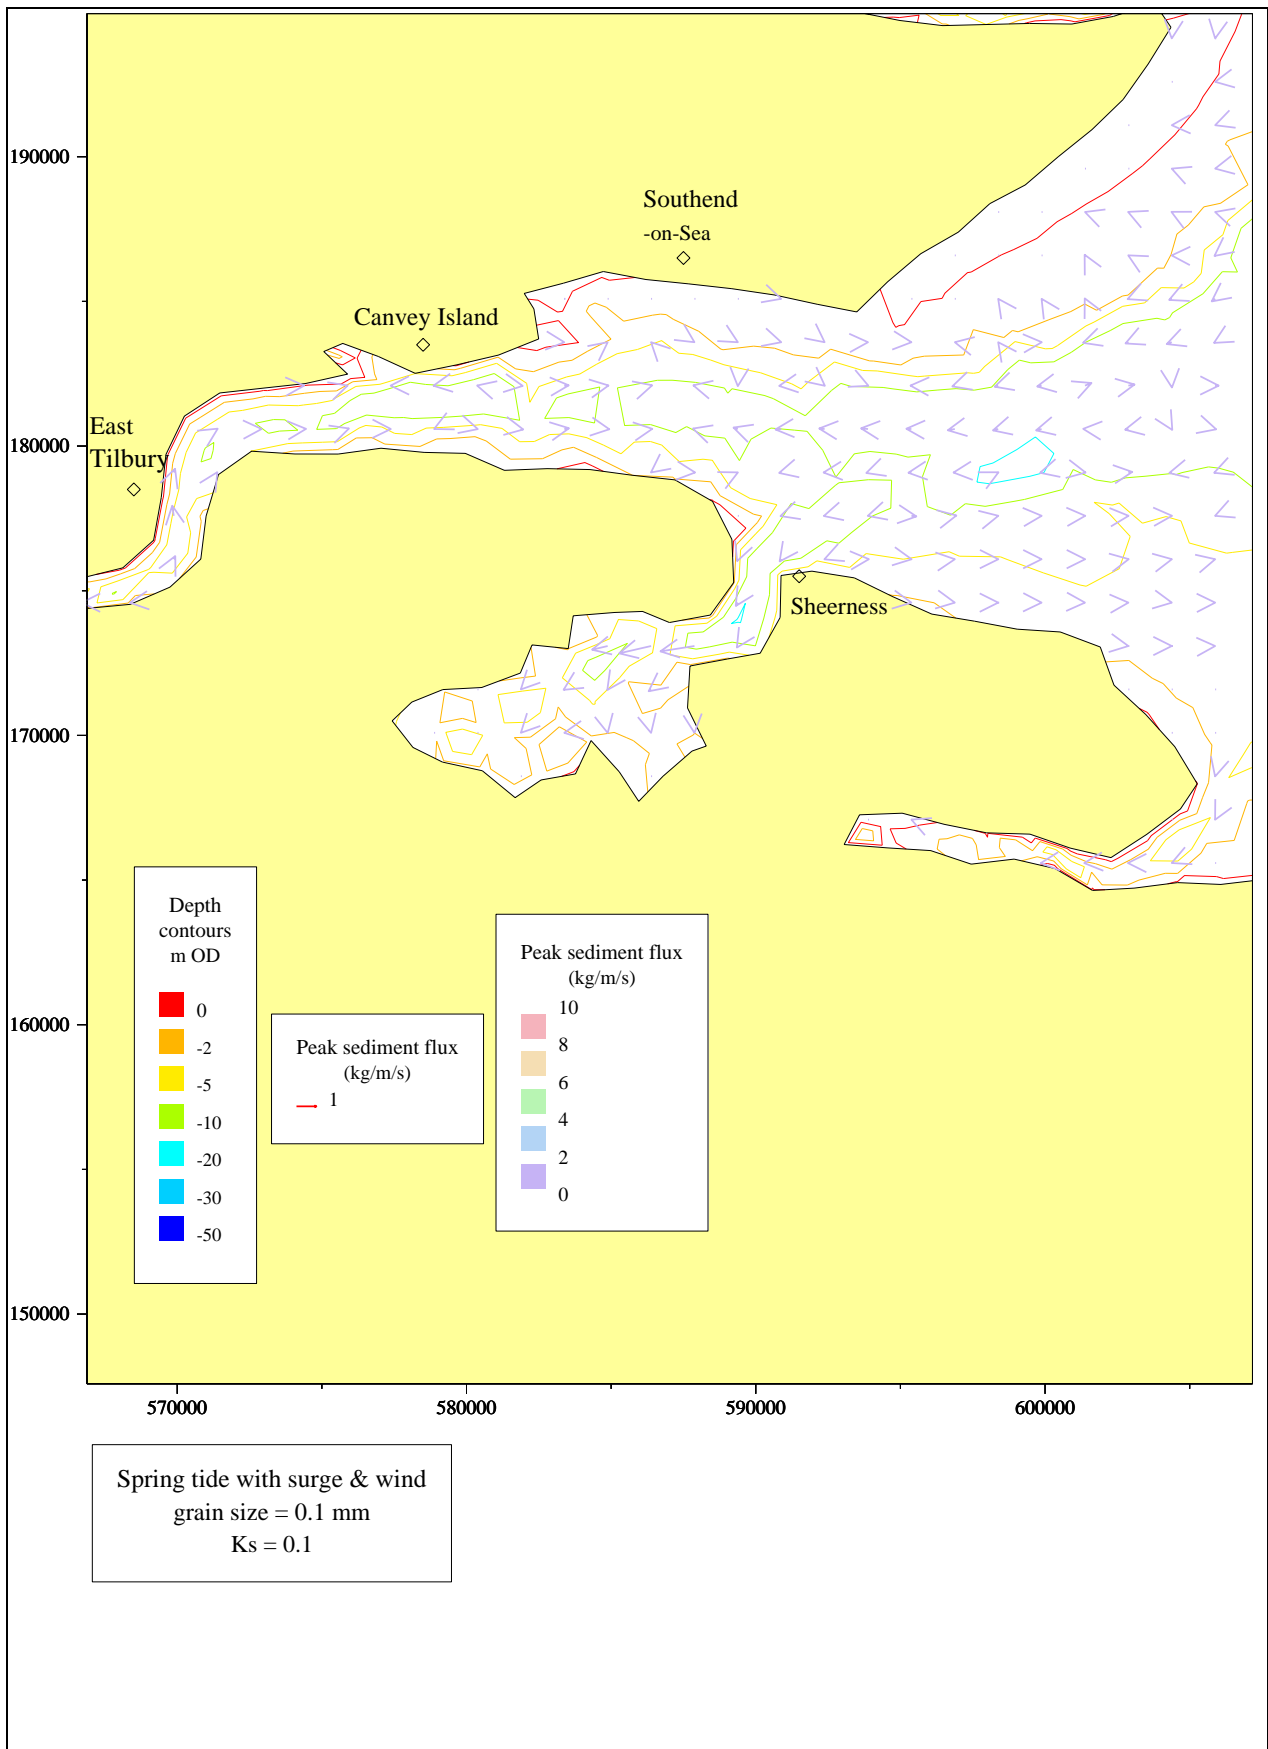 190000
Southend
-on-Sea
Canvey Island
East
Tilbury
180000
Sheerness
170000
Depth
contours
m OD
0
-2
-5
-10
-20
-30
-50
Peak sediment flux
(kg/m/s)
1
Peak sediment flux
(kg/m/s)
10
8
6
4
2
0
160000
150000
570000 580000 590000 600000
Spring tide with surge & wind
grain size = 0.1 mm
Ks = 0.1